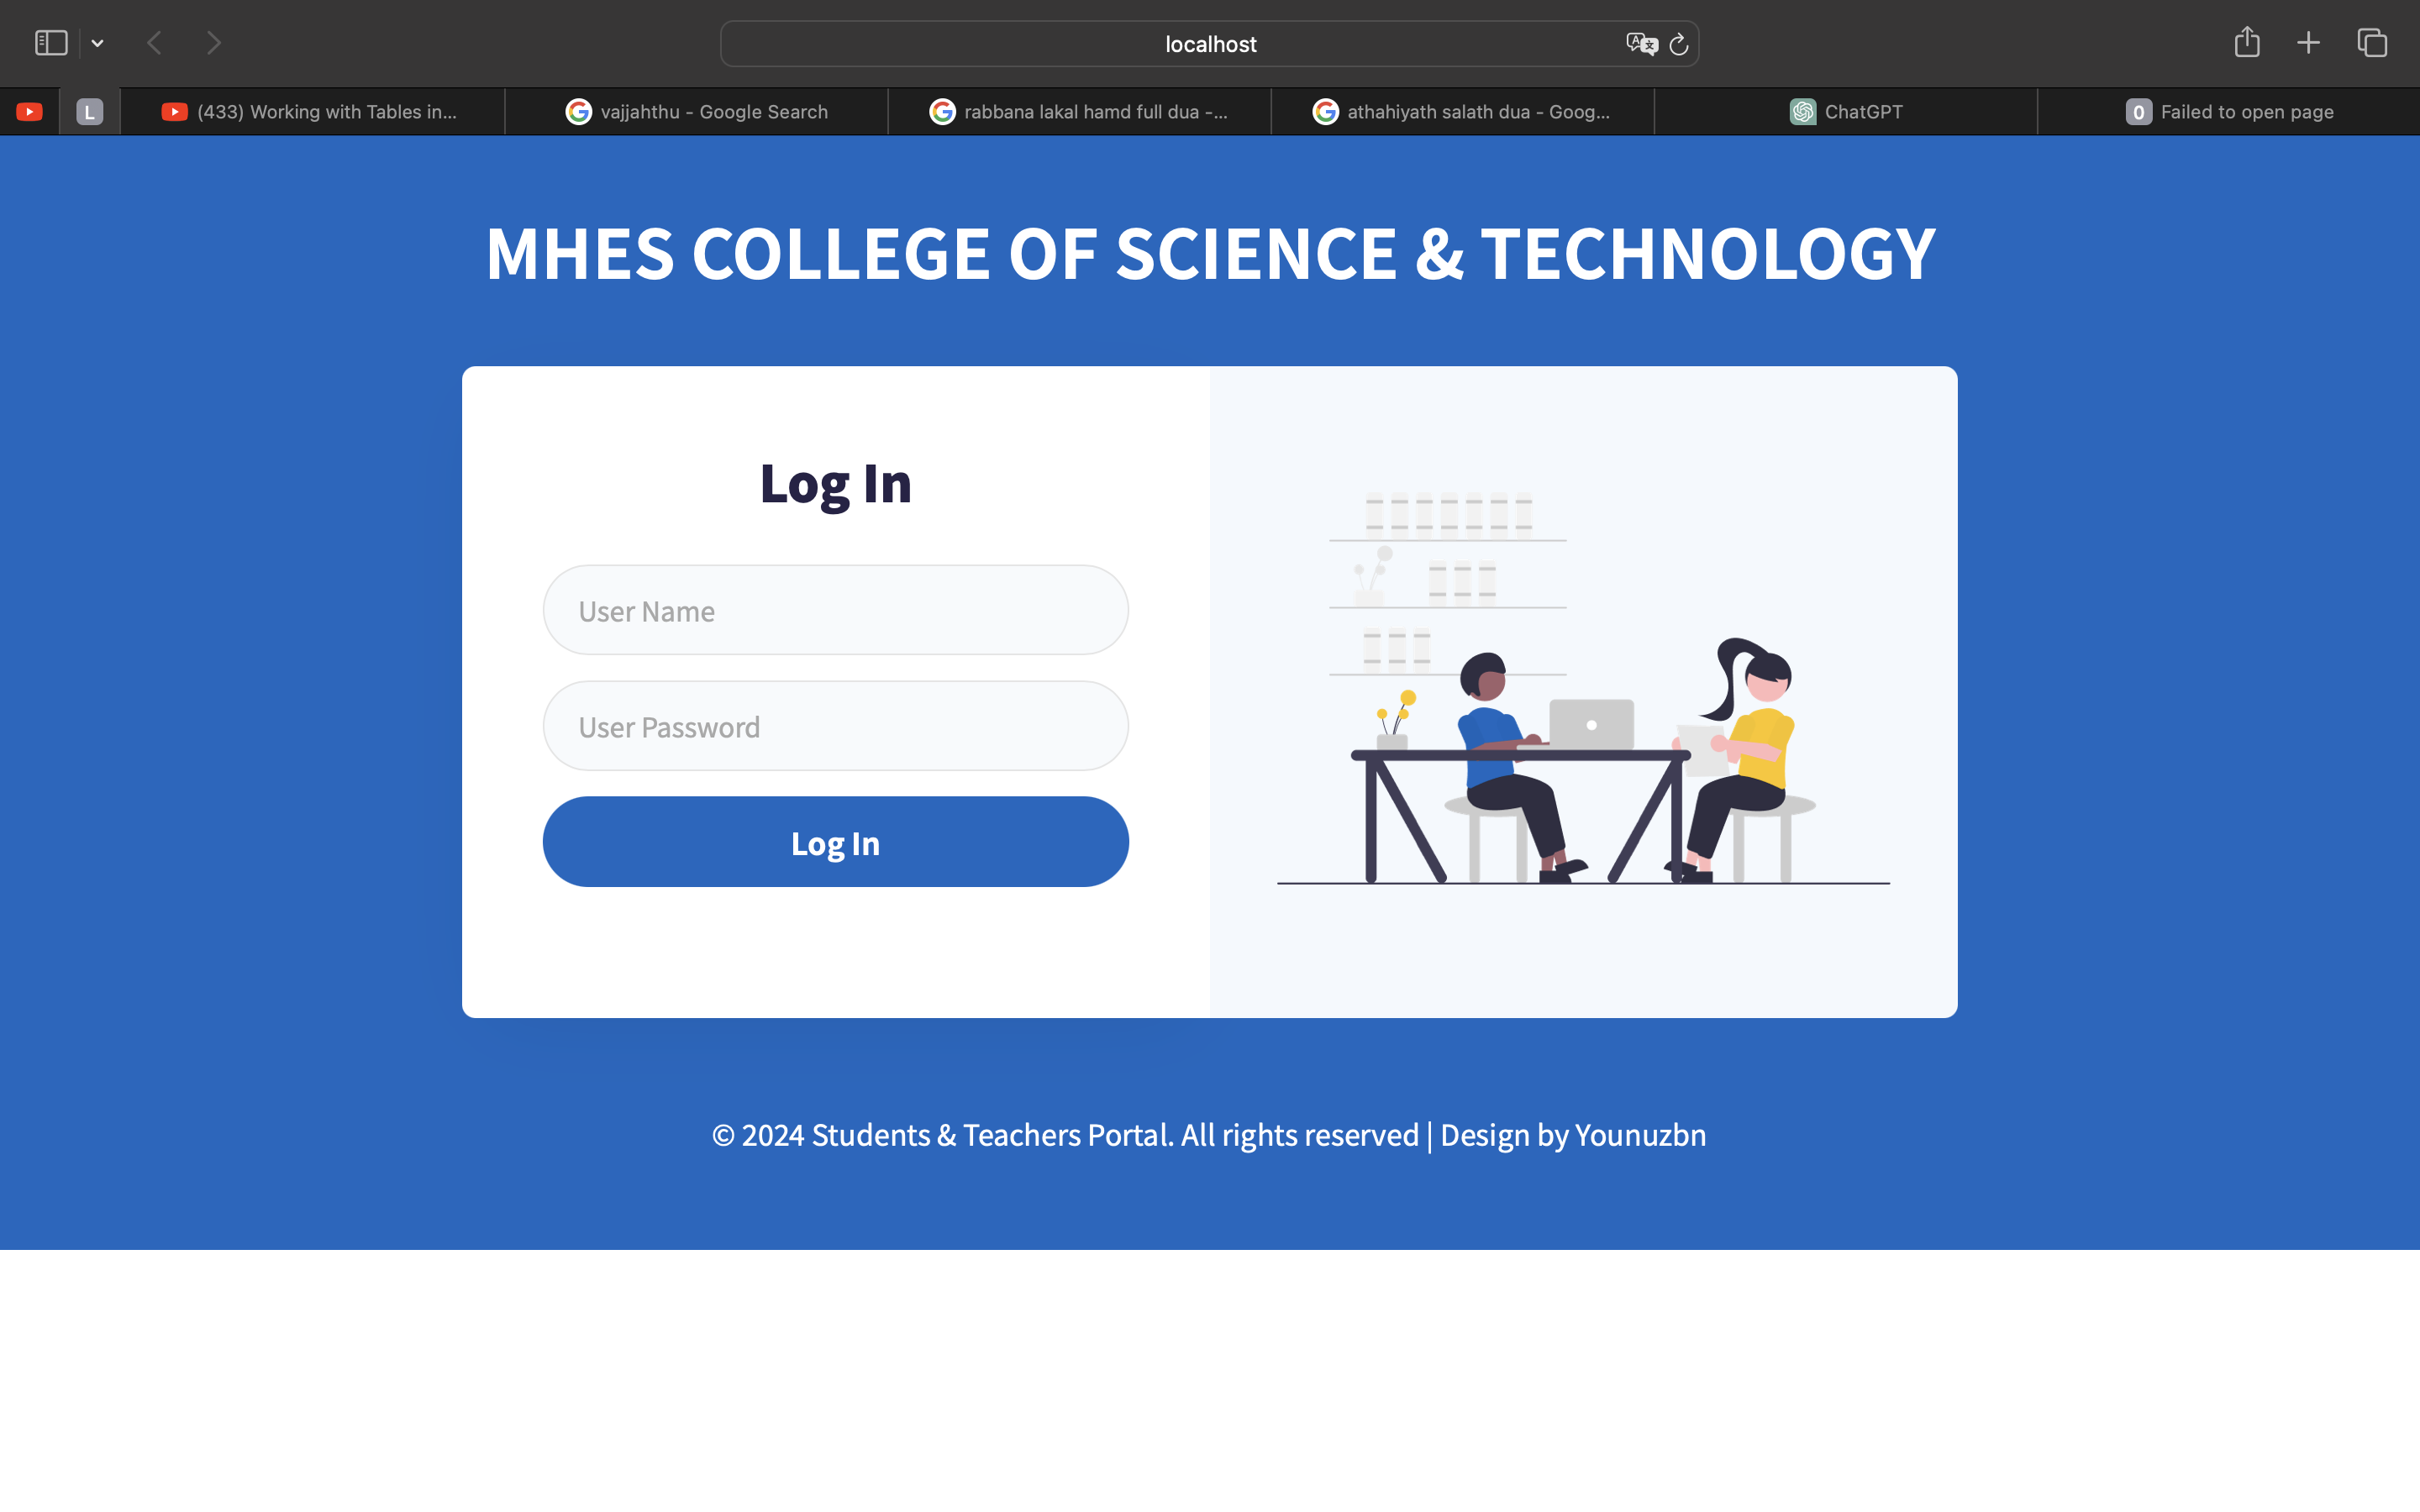 localhost
L
(433) Working with Tables in...
vajjahthu - Google Search
rabbana lakal hamd full dua -...
athahiyath salath dua - Goog...
ChatGPT
0 Failed to open page
MHES COLLEGE OF SCIENCE & TECHNOLOGY
Log In
User Name
User Password
Log In
© 2024 Students & Teachers Portal. All rights reserved | Design by Younuzbn